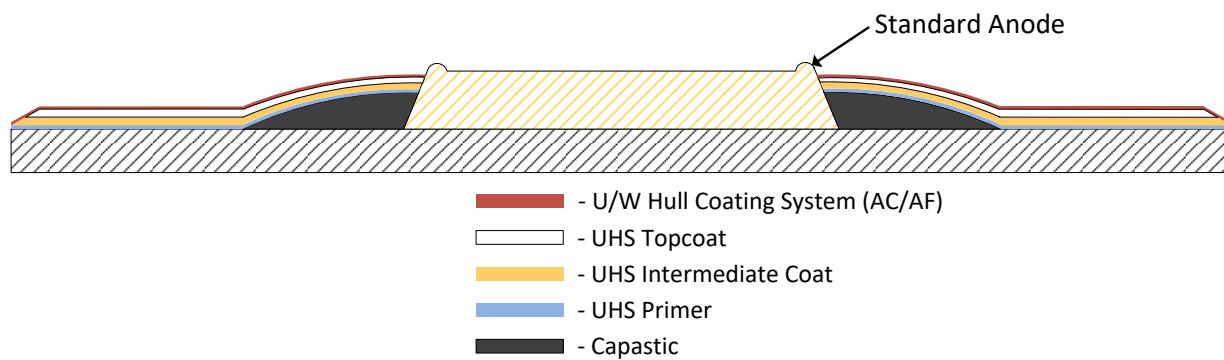 Standard Anode
- U/W Hull Coating System (AC/AF)
- UHS Topcoat
- UHS Intermediate Coat
- UHS Primer
- Capastic